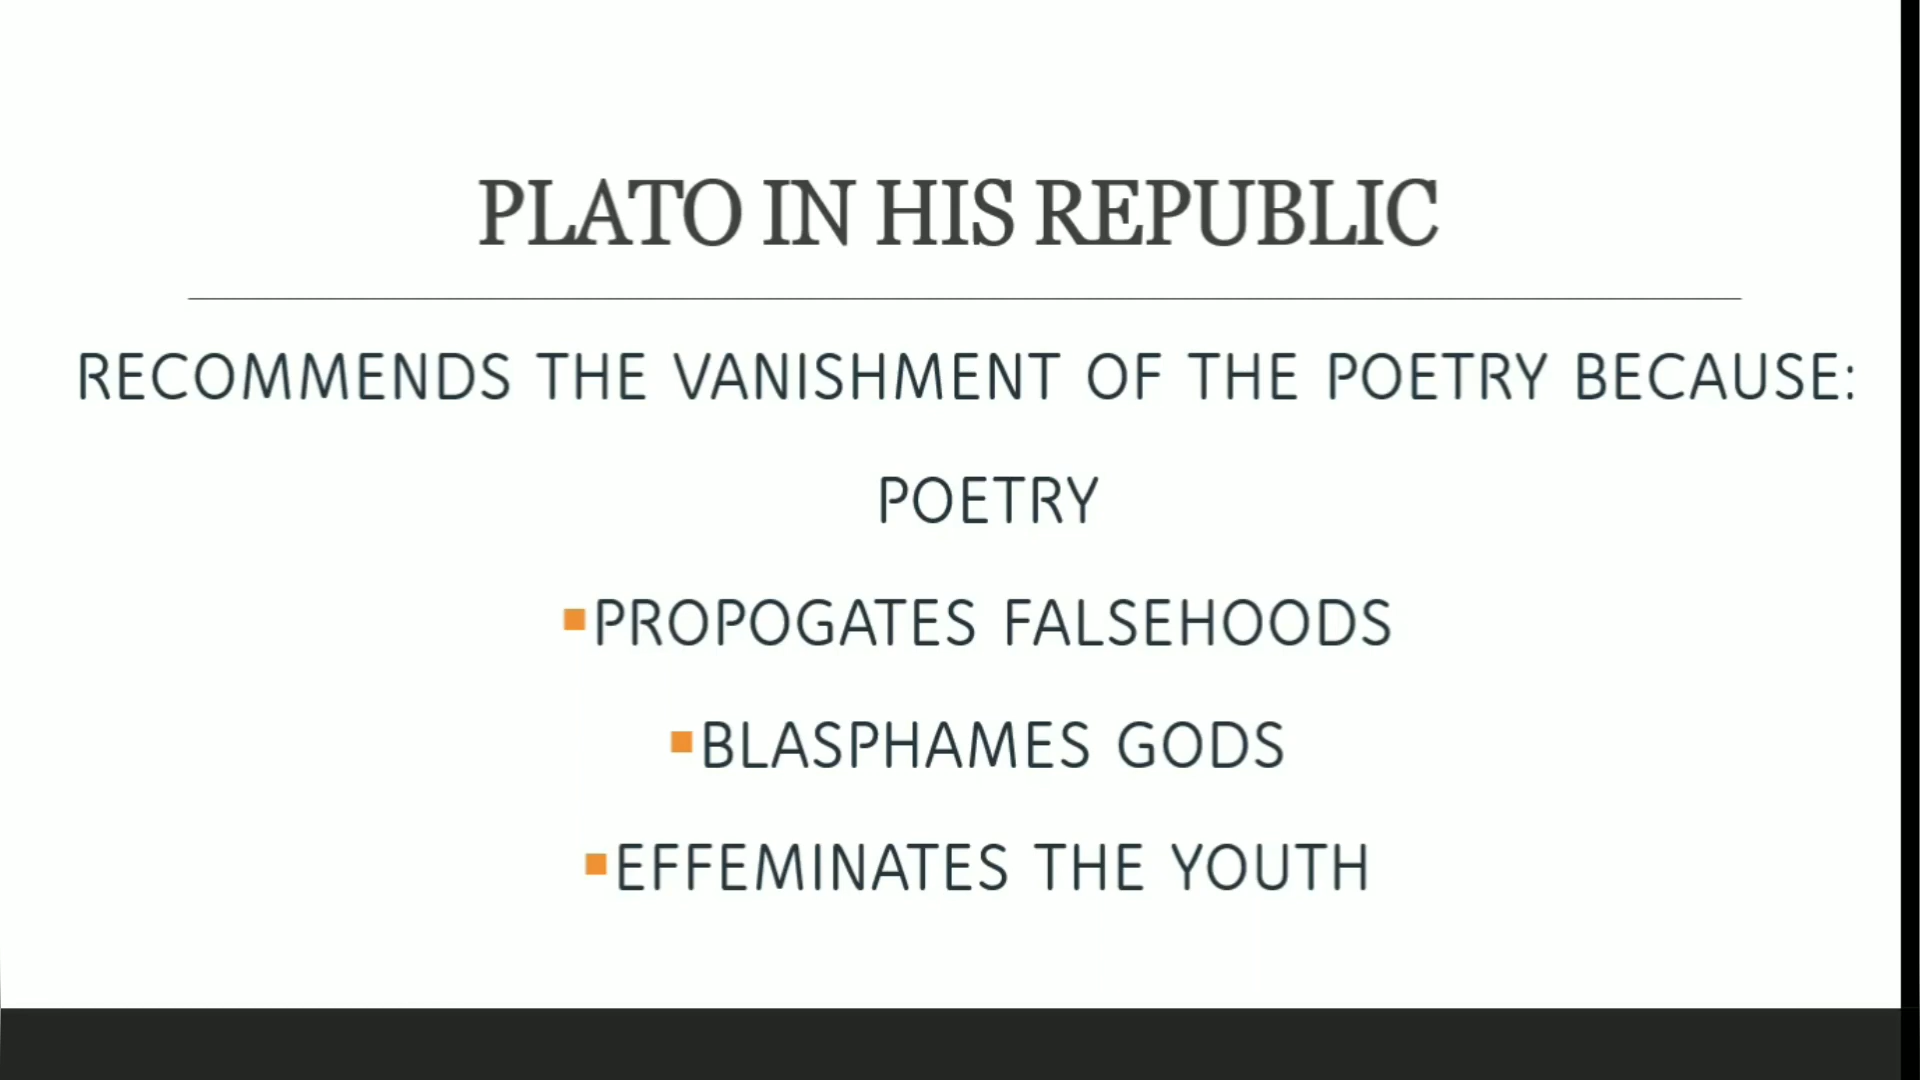 PLATO IN HIS REPUBLIC
RECOMMENDS THE VANISHMENT OF THE POETRY BECAUSE:
POETRY
▪PROPOGATES FALSEHOODS
▪BLASPHAMES GODS
▪EFFEMINATES THE YOUTH